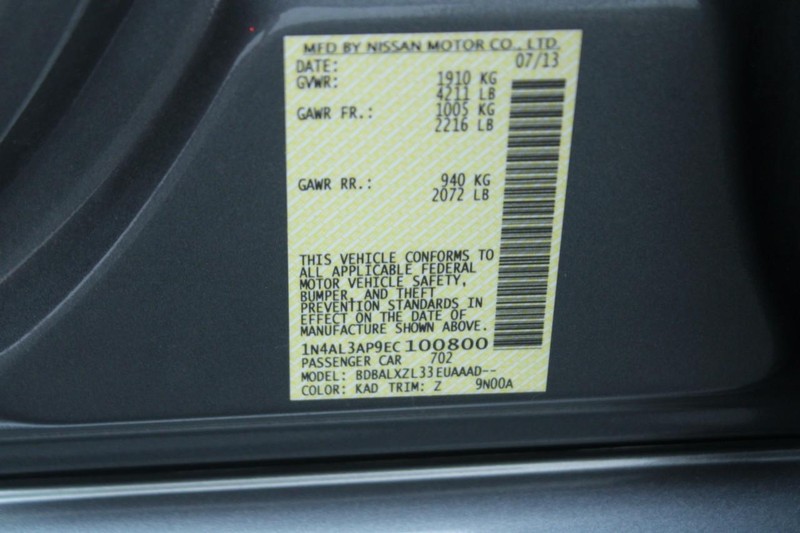 MFD BY NISSAN MOTOR CO., LTD.
DATE: 07/13
GVWR: 1910 KG
4211 LB
GAWR FR.: 1005 KG
2216 LB
GAWR RR.: 940 KG
2072 LB
THIS VEHICLE CONFORMS TO
ALL APPLICABLE FEDERAL
MOTOR VEHICLE SAFETY,
BUMPER, AND THEFT
PREVENTION STANDARDS IN
EFFECT ON THE DATE OF
MANUFACTURE SHOWN ABOVE.
1N4AL3AP9EC100800
PASSENGER CAR 702
MODEL: BDBALXZL33EUAAAD--
COLOR: KAD TRIM: Z 9N00A